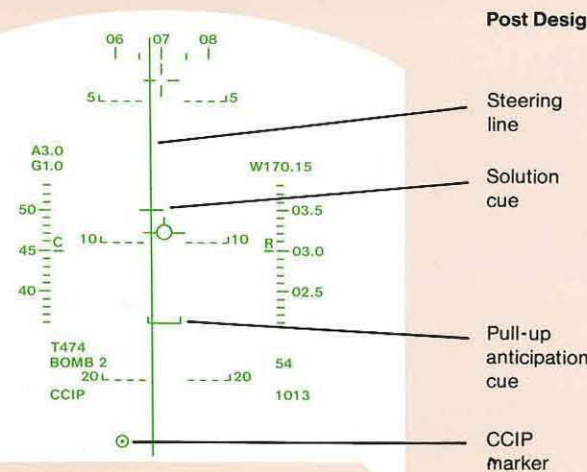 Post Desig
06 07 08
5 5
Steering
line
A3.0
G1.0
W170.15
Solution
cue
50 03.5
C 10 10 R
45 03.0
40 02.5
Pull-up
anticipation
cue
T474
BOMB 2 54
20 20
CCIP 1013
CCIP
marker